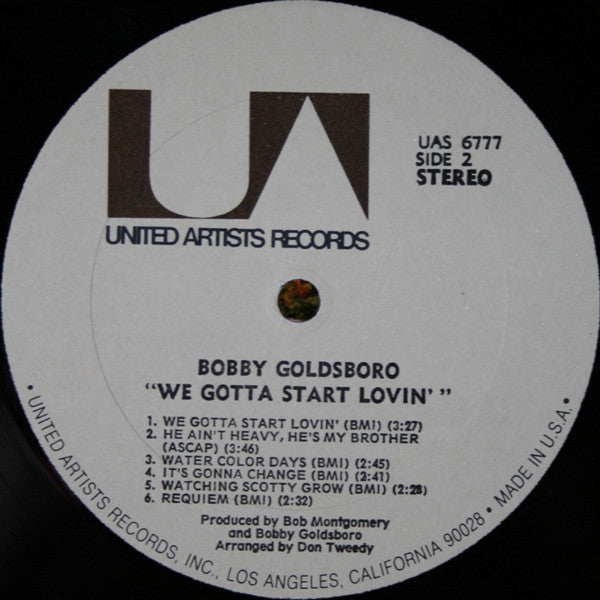 UA
UNITED ARTISTS RECORDS
UAS 6777
SIDE 2
STEREO
BOBBY GOLDSBORO
"WE GOTTA START LOVIN' "
1. WE GOTTA START LOVIN' (BMI) (3:27)
2. HE AIN'T HEAVY, HE'S MY BROTHER
(ASCAP) (3:46)
3. WATER COLOR DAYS (BMI) (2:45)
4. IT'S GONNA CHANGE (BMI) (2:41)
5. WATCHING SCOTTY GROW (BMI) (2:28)
6. REQUIEM (BMI) (2:32)
Produced by Bob Montgomery
and Bobby Goldsboro
Arranged by Don Tweedy
• UNITED ARTISTS RECORDS, INC., LOS ANGELES, CALIFORNIA 90028 • MADE IN U.S.A. •